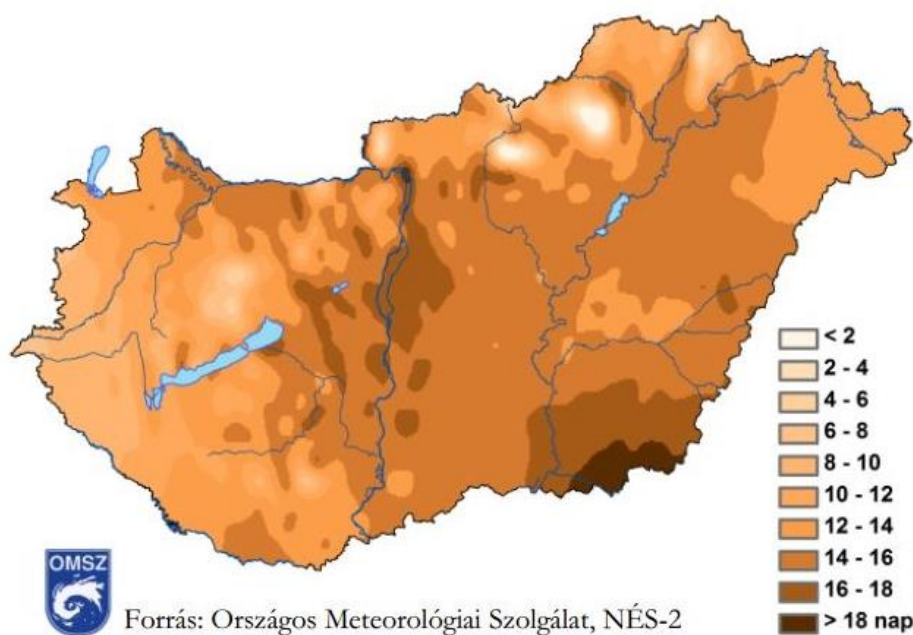 < 2
2 - 4
4 - 6
6 - 8
8 - 10
10 - 12
12 - 14
14 - 16
16 - 18
> 18 nap
OMSZ
Forrás: Országos Meteorológiai Szolgálat, NÉS-2